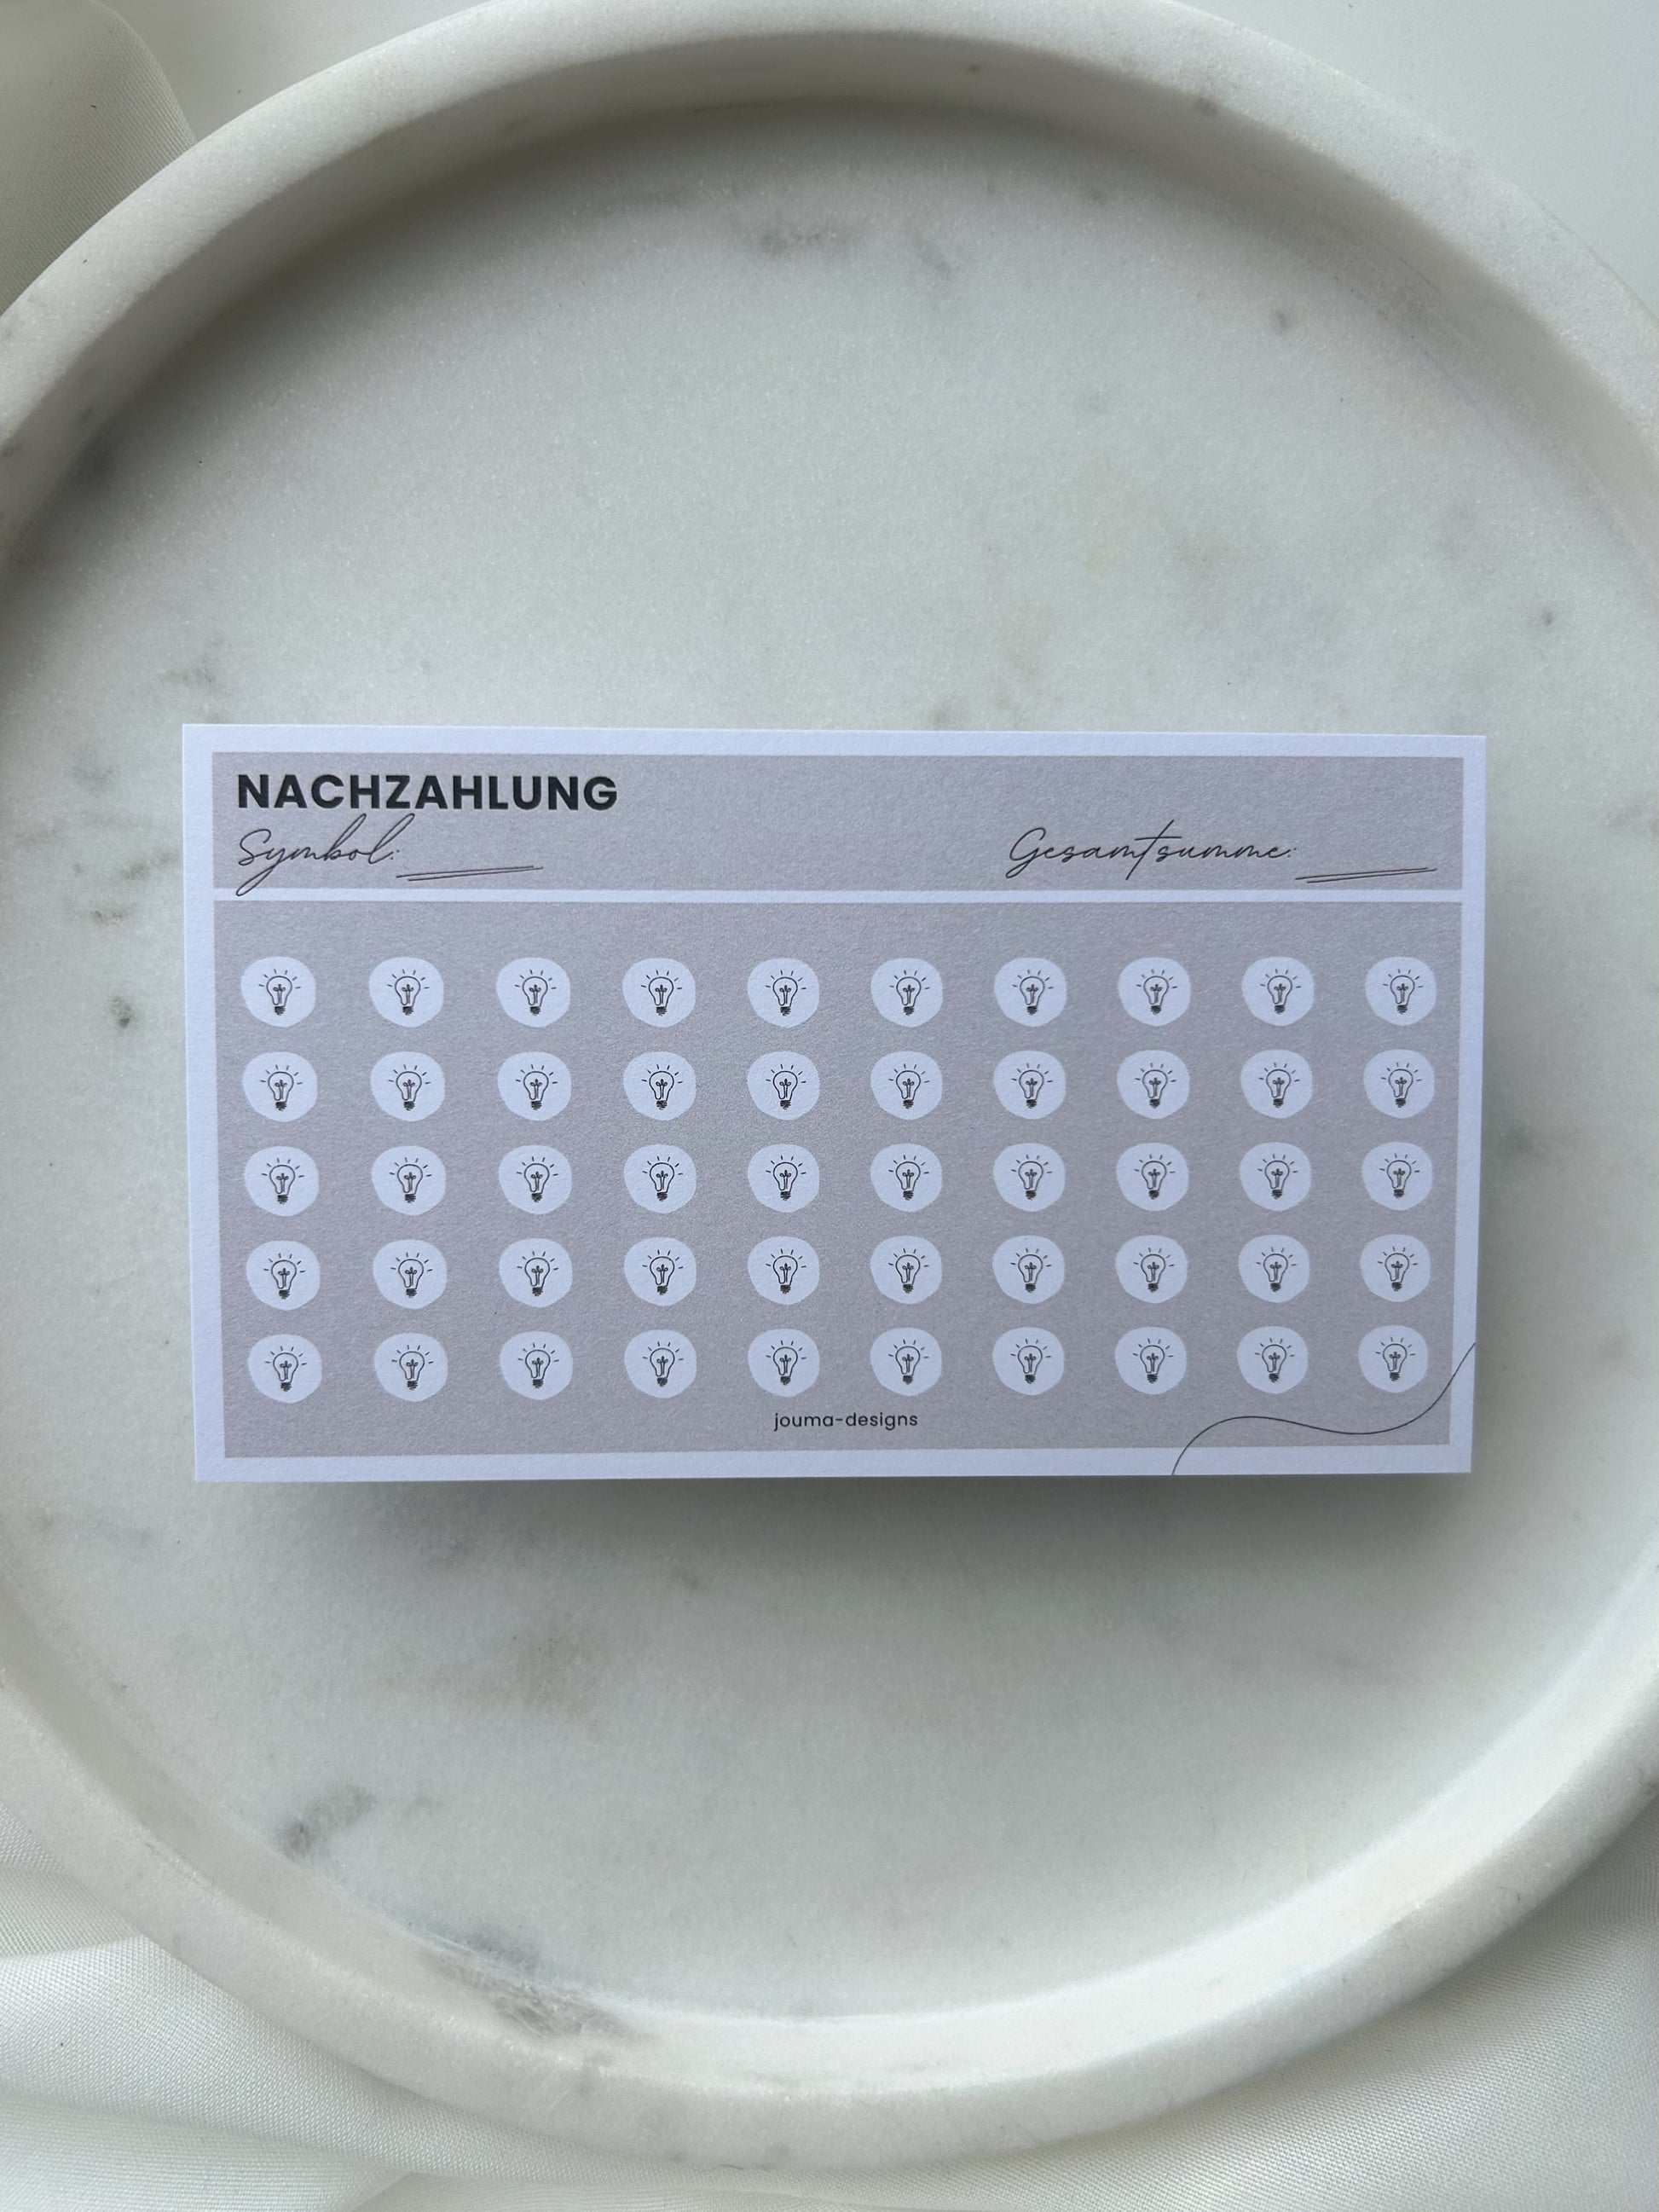 NACHZAHLUNG
Symbol: Gesamtsumme:
jouma-designs